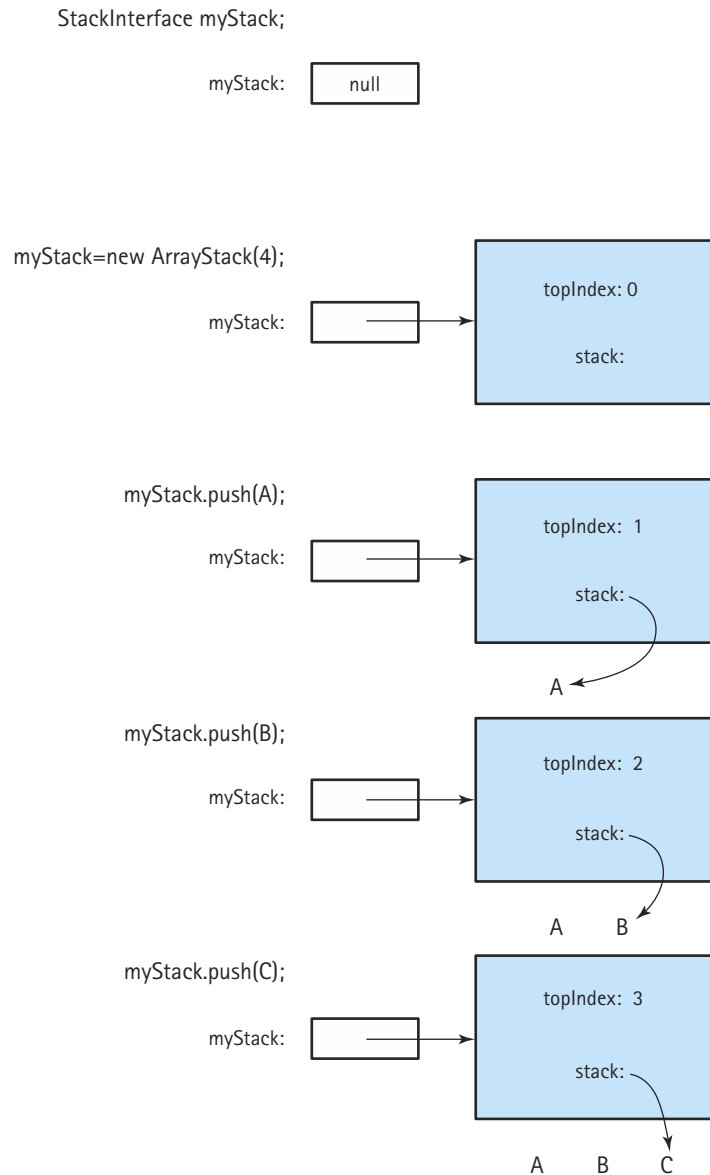 StackInterface myStack;
myStack: null
myStack=new ArrayStack(4);
topIndex: 0
myStack:
stack:
myStack.push(A);
topIndex: 1
myStack:
stack:
A
myStack.push(B);
topIndex: 2
myStack:
stack:
A B
myStack.push(C);
topIndex: 3
myStack:
stack:
A B C